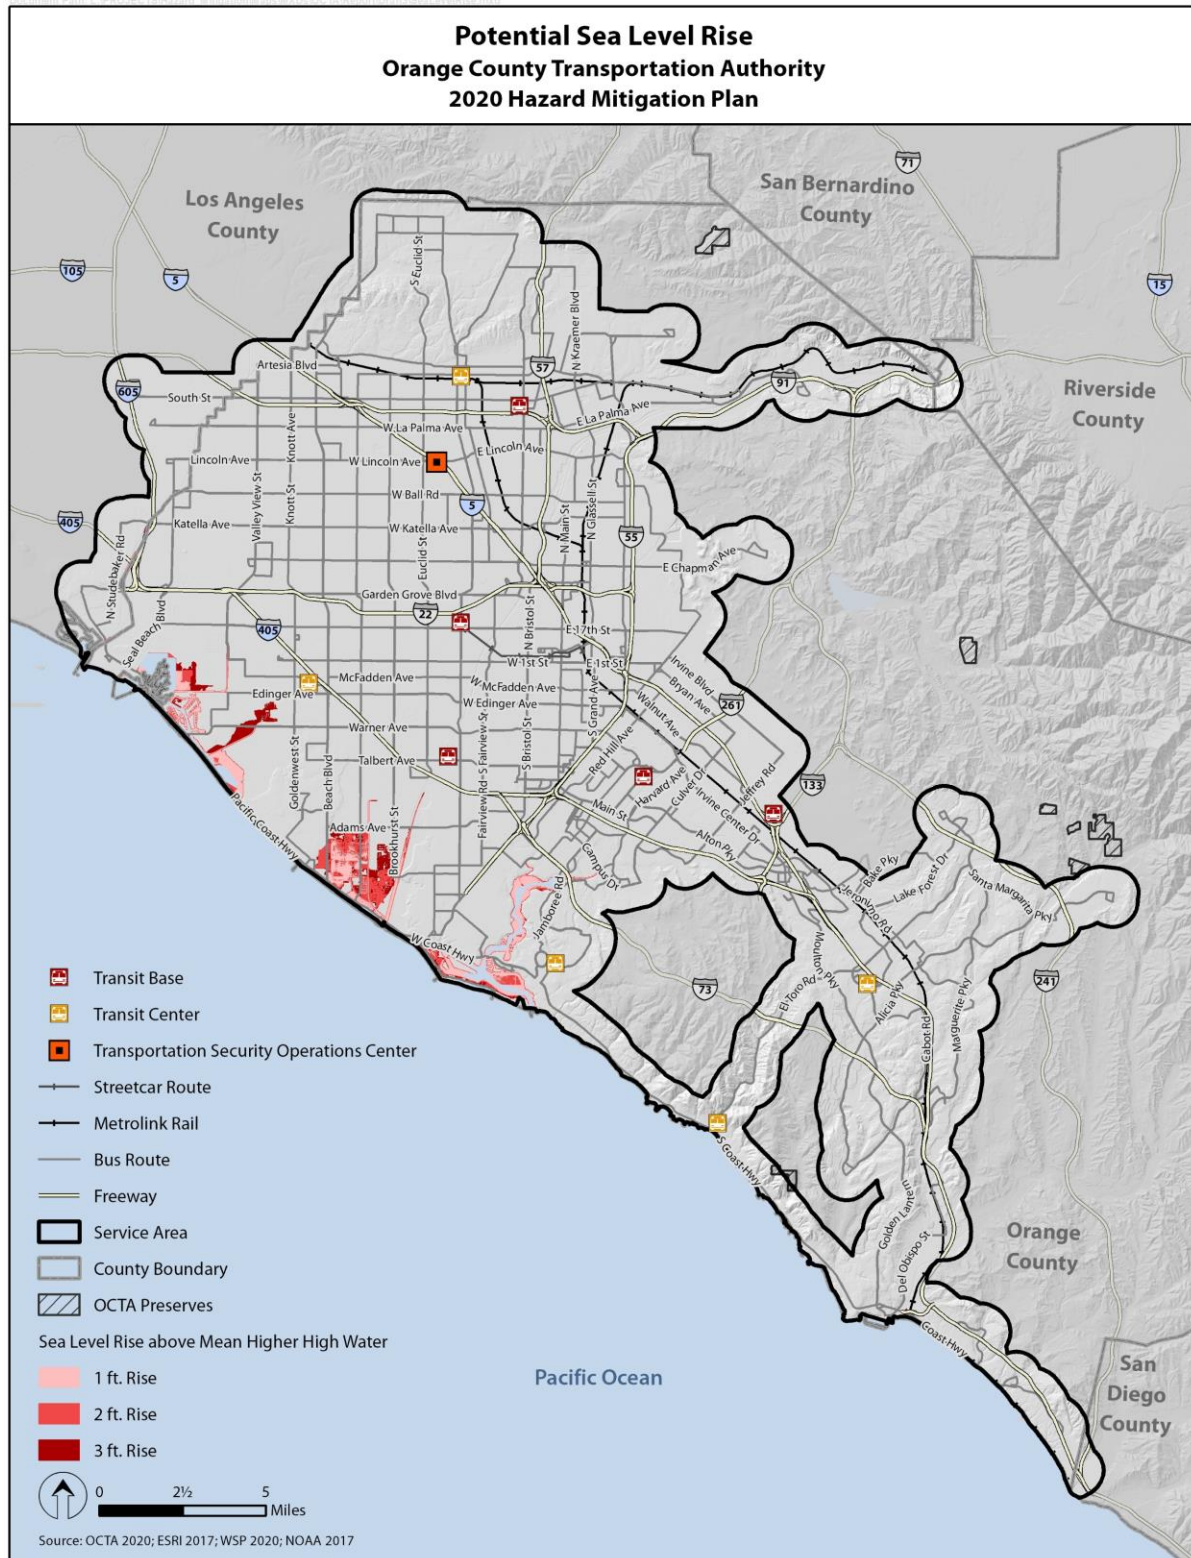 Potential Sea Level Rise
Orange County Transportation Authority
2020 Hazard Mitigation Plan
Los Angeles
County
San Bernardino
County
Riverside
County
Orange
County
San
Diego
County
Pacific Ocean
71
105
5
15
605
57
91
405
5
55
22
405
261
133
73
241
S Euclid St
N Kraemer Blvd
Artesia Blvd
South St
Knott Ave
W La Palma Ave
E La Palma Ave
Lincoln Ave
W Lincoln Ave
E Lincoln Ave
Valley View St
Knott St
W Ball Rd
Katella Ave
W Katella Ave
Euclid St
N Main St
N Glassell St
N Studebaker Rd
E Chapman Ave
Garden Grove Blvd
Seal Beach Blvd
N Bristol St
E 17th St
W 1st St
E 1st St
McFadden Ave
W McFadden Ave
Edinger Ave
W Edinger Ave
Irvine Blvd
Bryan Ave
Walnut Ave
Warner Ave
Talbert Ave
Goldenwest St
Beach Blvd
S Fairview St
S Bristol St
S Grand Ave
Red Hill Ave
Harvard Ave
Culver Dr
Jeffrey Rd
Irvine Center Dr
Main St
Alton Pky
Pacific Coast Hwy
Adams Ave
Brookhurst St
Fairview Rd
Campus Dr
Jamboree Rd
W Coast Hwy
Bake Pky
Lake Forest Dr
Jeronimo Rd
Santa Margarita Pky
Moulton Pky
El Toro Rd
Alicia Pky
Cabot Rd
Marguerite Pky
S Coast Hwy
Golden Lantern
Del Obispo St
Coast Hwy
Transit Base
Transit Center
Transportation Security Operations Center
Streetcar Route
Metrolink Rail
Bus Route
Freeway
Service Area
County Boundary
OCTA Preserves
Sea Level Rise above Mean Higher High Water
1 ft. Rise
2 ft. Rise
3 ft. Rise
0 2½ 5
Miles
Source: OCTA 2020; ESRI 2017; WSP 2020; NOAA 2017